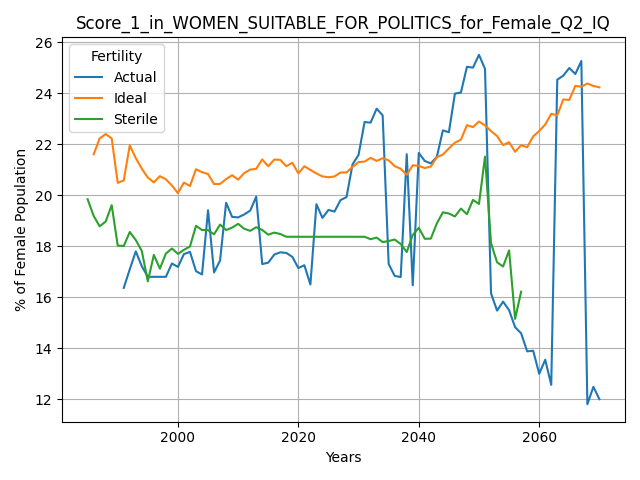 Score_1_in_WOMEN_SUITABLE_FOR_POLITICS_for_Female_Q2_IQ
Fertility
Actual
Ideal
Sterile
% of Female Population
26
24
22
20
18
16
14
12
2000 2020 2040 2060
Years